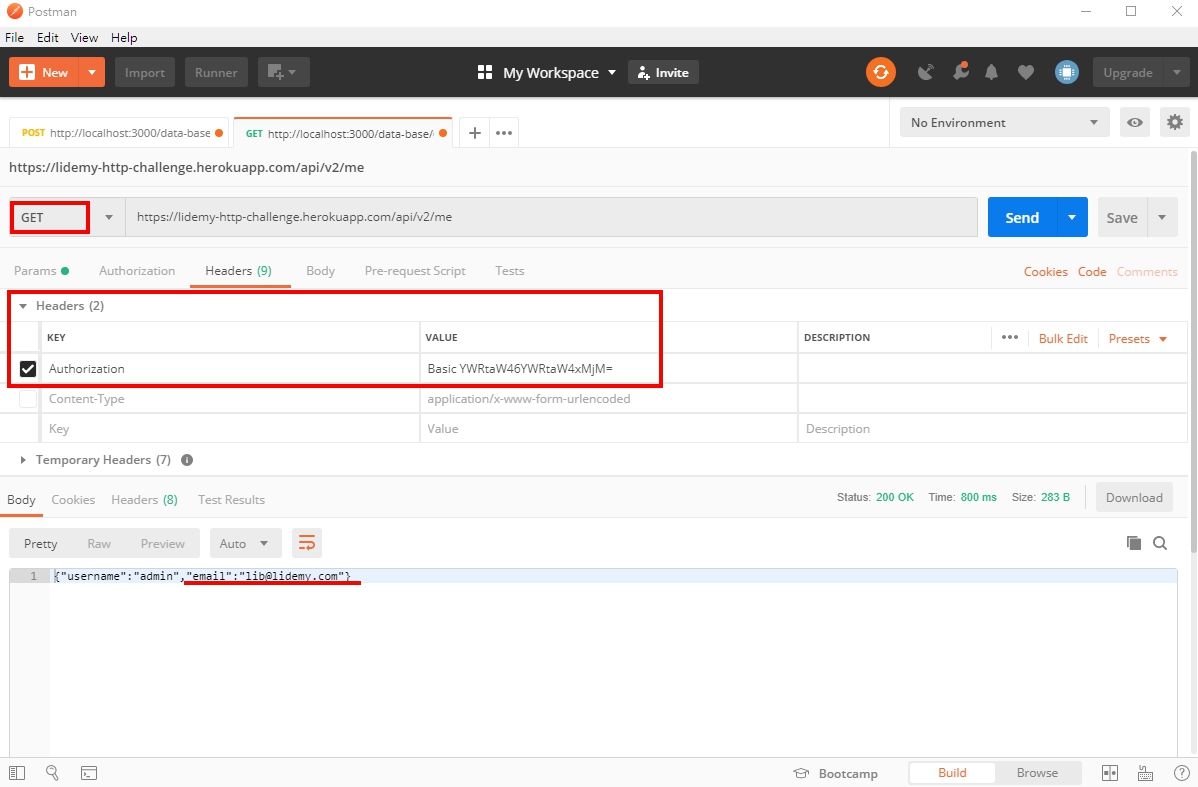 Postman
File Edit View Help
New Import Runner My Workspace Invite Upgrade
POST http://localhost:3000/data-base GET http://localhost:3000/data-base/ + ••• No Environment
https://lidemy-http-challenge.herokuapp.com/api/v2/me
GET https://lidemy-http-challenge.herokuapp.com/api/v2/me Send Save
Params Authorization Headers (9) Body Pre-request Script Tests Cookies Code Comments
Headers (2)
KEY VALUE DESCRIPTION ••• Bulk Edit Presets
Authorization Basic YWRtaW46YWRtaW4xMjM=
Content-Type application/x-www-form-urlencoded
Key Value Description
Temporary Headers (7)
Body Cookies Headers (8) Test Results Status: 200 OK Time: 800 ms Size: 283 B Download
Pretty Raw Preview Auto
1 {"username":"admin","email":"lib@lidemy.com"}
Bootcamp Build Browse